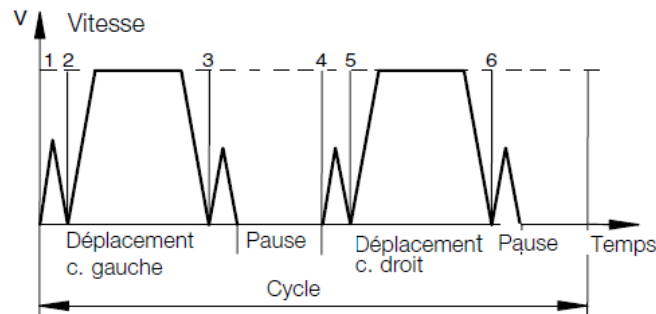 V Vitesse
1 2 3 4 5 6
Déplacement
c. gauche
Pause
Déplacement
c. droit
Pause
Temps
Cycle